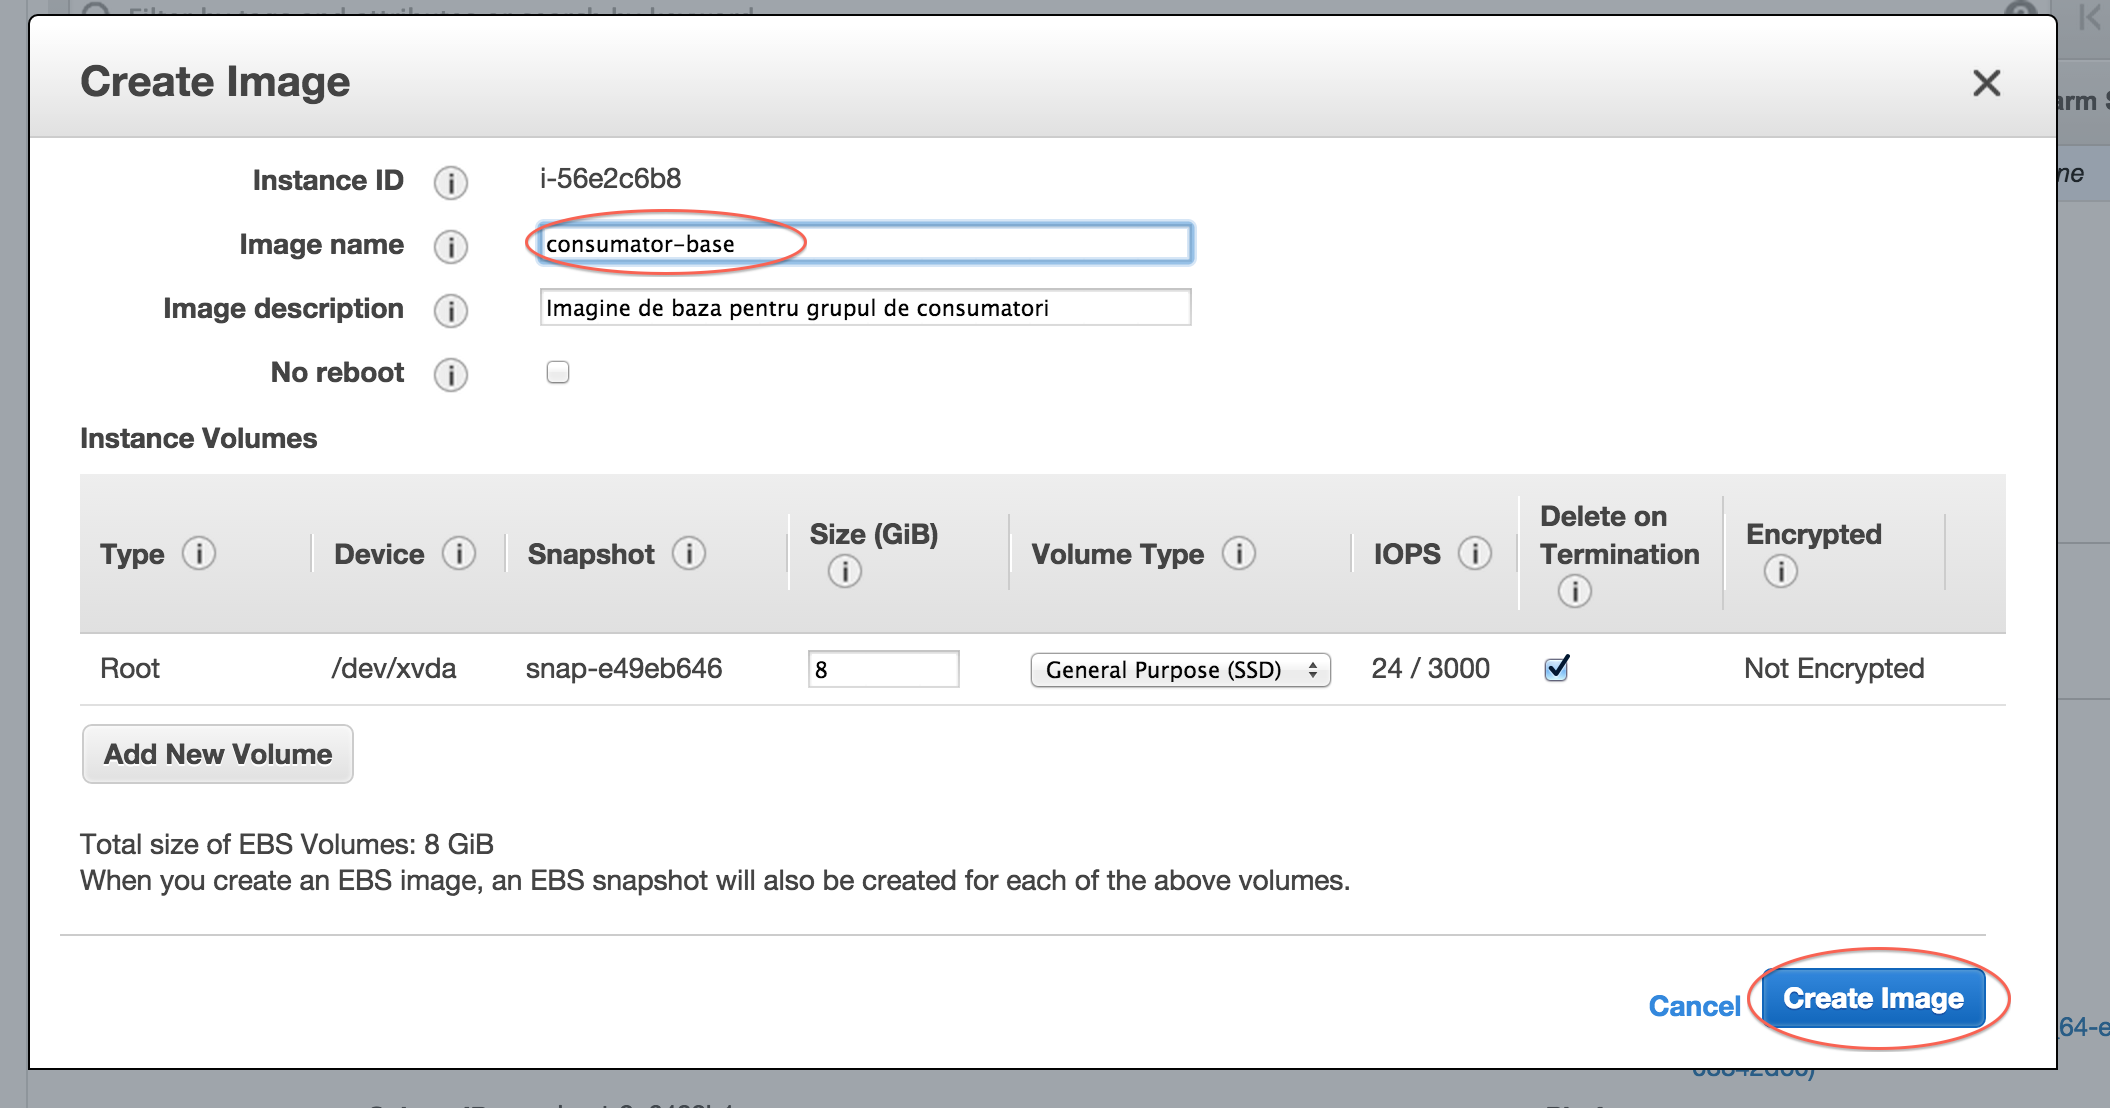 Create Image
arm S
Instance ID i-56e2c6b8
ne
Image name consumator-base
Image description Imagine de baza pentru grupul de consumatori
No reboot
Instance Volumes
Type Device Snapshot Size (GiB) Volume Type IOPS Delete on Termination Encrypted
Root /dev/xvda snap-e49eb646 8 General Purpose (SSD) 24 / 3000 Not Encrypted
Add New Volume
Total size of EBS Volumes: 8 GiB
When you create an EBS image, an EBS snapshot will also be created for each of the above volumes.
Cancel Create Image
64-e